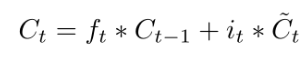 $C_t = f_t * C_{t-1} + i_t * \tilde{C}_t$